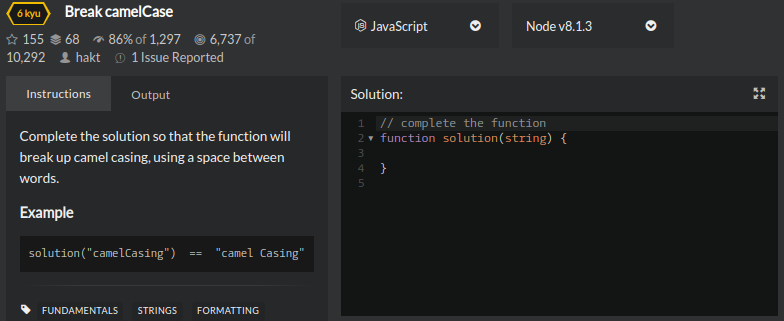 6 kyu Break camelCase
155 68 86% of 1,297 6,737 of
10,292 hakt 1 Issue Reported
JavaScript
Node v8.1.3
Instructions Output
Complete the solution so that the function will
break up camel casing, using a space between
words.
Example
solution("camelCasing") == "camel Casing"
FUNDAMENTALS STRINGS FORMATTING
Solution:
1 // complete the function
2 function solution(string) {
3
4 }
5